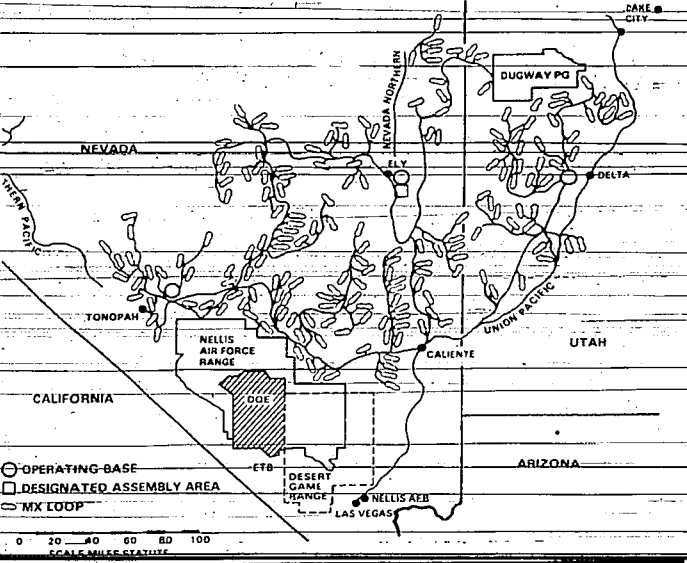 LAKE
CITY
DUGWAY PG
NEVADA NORTHERN
NEVADA
ELY
DELTA
THERN PACIFIC
TONOPAH
UNION PACIFIC
NELLIS
AIR FORCE
RANGE
CALIENTE
UTAH
CALIFORNIA
DOE
ARIZONA
ETB
DESERT
GAME
RANGE
NELLIS AFB
LAS VEGAS
OPERATING BASE
DESIGNATED ASSEMBLY AREA
MX LOOP
0 20 40 60 80 100
SCALE MILES STATUTE